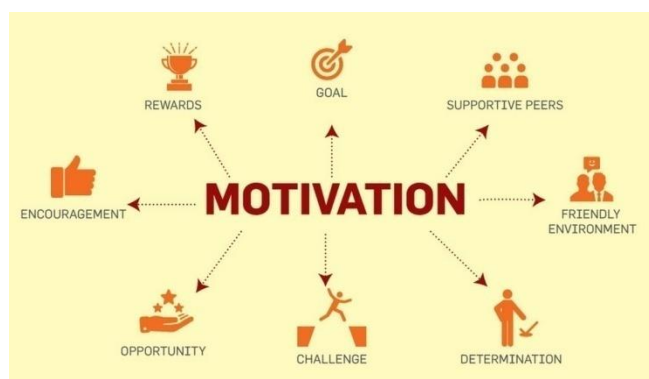 REWARDS
GOAL
SUPPORTIVE PEERS
ENCOURAGEMENT
MOTIVATION
FRIENDLY
ENVIRONMENT
OPPORTUNITY
CHALLENGE
DETERMINATION